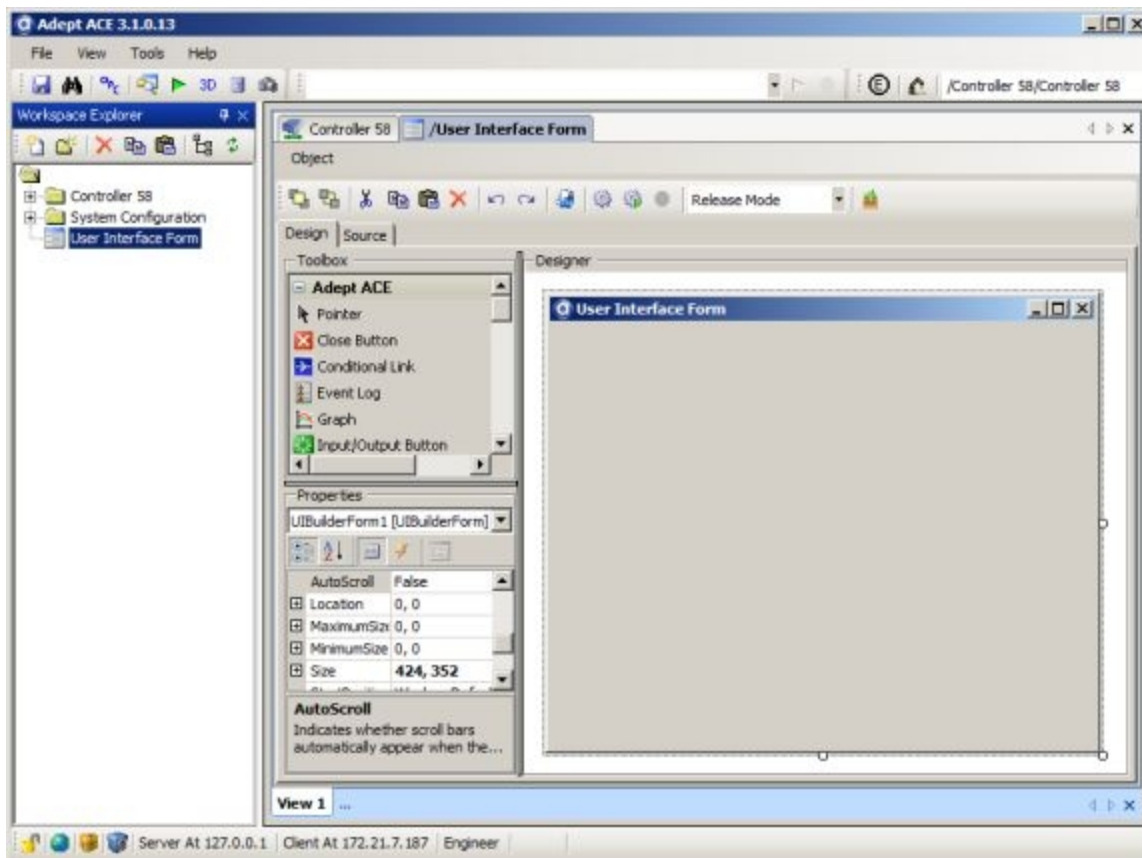 Adept ACE 3.1.0.13
File View Tools Help
3D /Controller 58/Controller 58
Workspace Explorer
Controller 58
System Configuration
User Interface Form
Controller 58 /User Interface Form
Object
Release Mode
Design Source
Toolbox
Adept ACE
Pointer
Close Button
Conditional Link
Event Log
Graph
Input/Output Button
Properties
UIBuilderForm1 [UIBuilderForm]
AutoScroll False
Location 0, 0
MaximumSiz 0, 0
MinimumSize 0, 0
Size 424, 352
AutoScroll
Indicates whether scroll bars
automatically appear when the...
Designer
User Interface Form
View 1 ...
Server At 127.0.0.1 Client At 172.21.7.187 Engineer